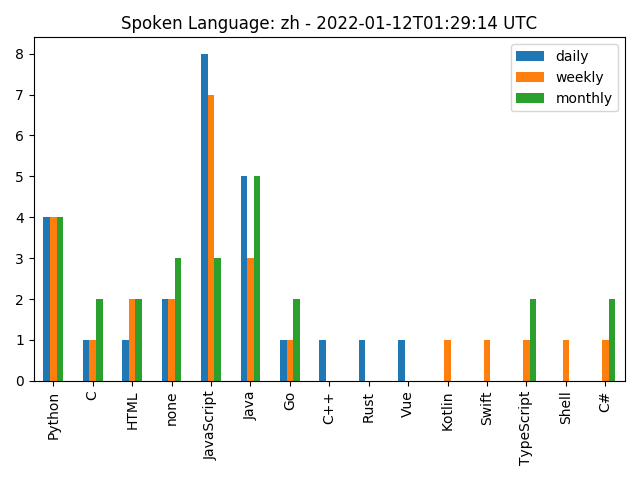 Spoken Language: zh - 2022-01-12T01:29:14 UTC
daily
weekly
monthly
8
7
6
5
4
3
2
1
0
Python
C
HTML
none
JavaScript
Java
Go
C++
Rust
Vue
Kotlin
Swift
TypeScript
Shell
C#